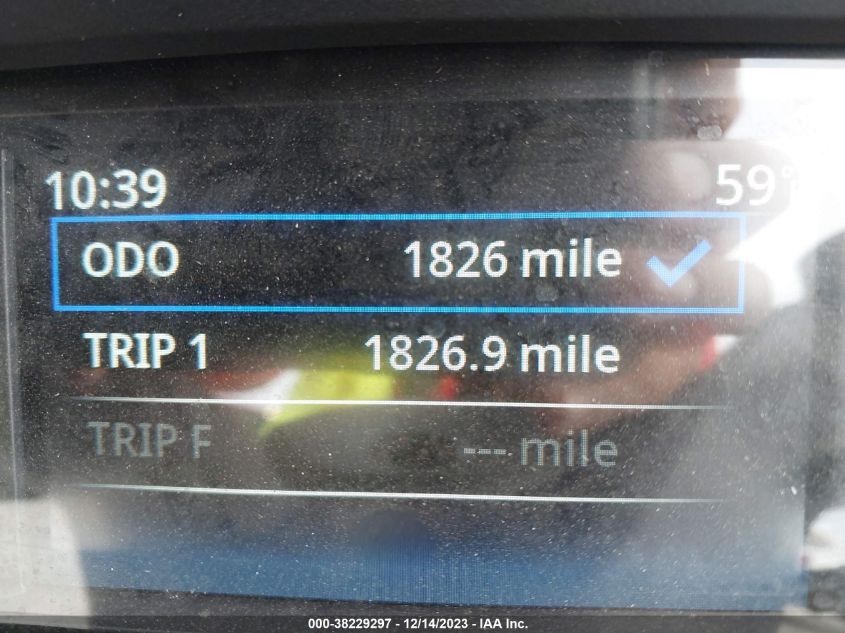 10:39 59°
ODO 1826 mile
TRIP 1 1826.9 mile
TRIP F --- mile
000-38229297 - 12/14/2023 - IAA Inc.